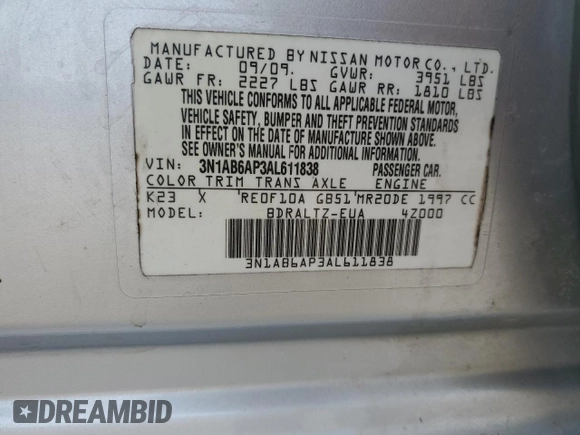 MANUFACTURED BY NISSAN MOTOR CO., LTD.
DATE: 09/09. GVWR: 3951 LBS
GAWR FR: 2227 LBS GAWR RR: 1810 LBS
THIS VEHICLE CONFORMS TO ALL APPLICABLE FEDERAL MOTOR
VEHICLE SAFETY, BUMPER AND THEFT PREVENTION STANDARDS
IN EFFECT ON THE DATE OF MANUFACTURE SHOWN ABOVE.
SEE OWNER'S MANUAL FOR ADDITIONAL INFORMATION.
VIN: 3N1AB6AP3AL611838 PASSENGER CAR.
COLOR TRIM TRANS AXLE ENGINE
K23 X RE0F10A GB51 MR20DE 1997 CC
MODEL: BDRALTZ-EUA 4Z000
3N1AB6AP3AL611838
DREAMBID